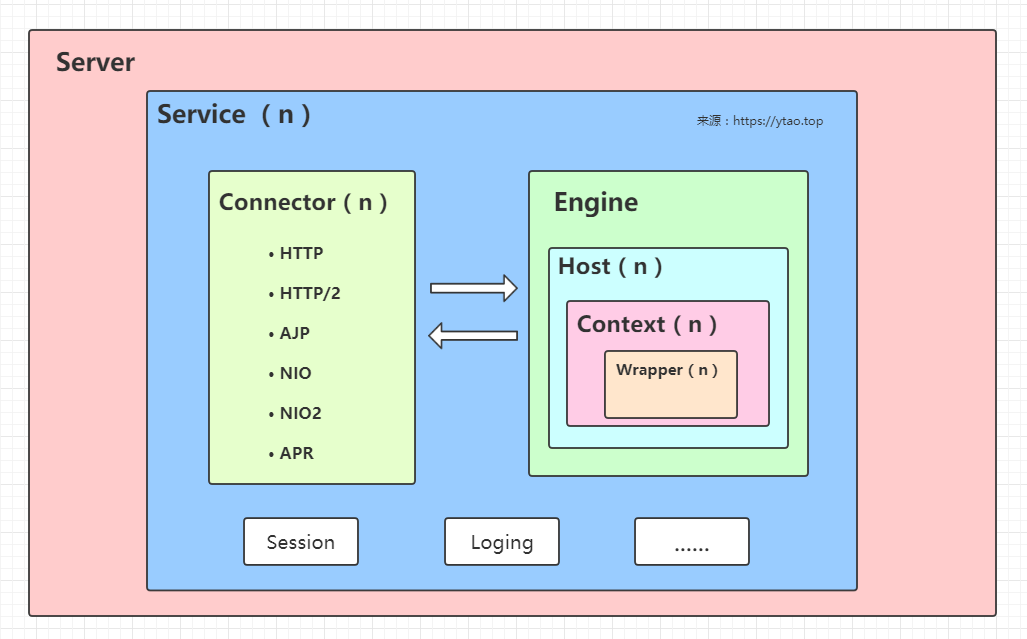 Server
Service （n）
来源：https://ytao.top
Connector（n）
• HTTP
• HTTP/2
• AJP
• NIO
• NIO2
• APR
Engine
Host（n）
Context（n）
Wrapper（n）
Session
Loging
......